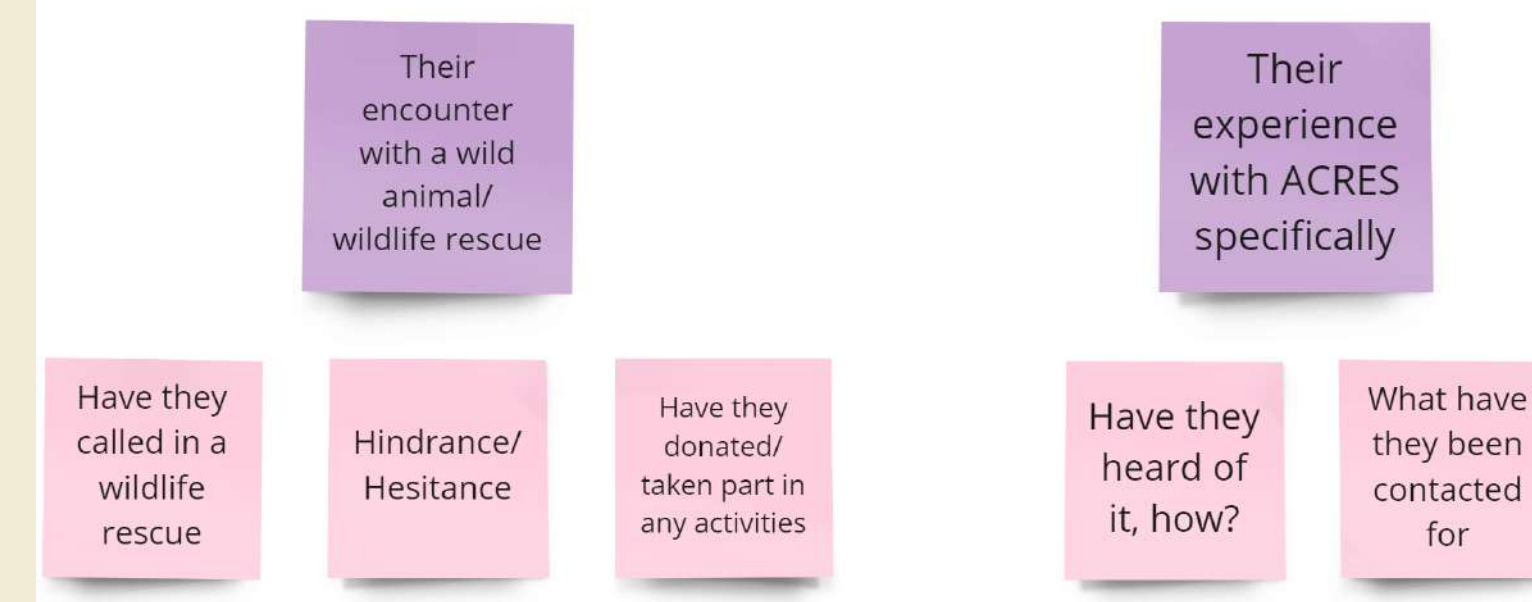 Their
encounter
with a wild
animal/
wildlife rescue
Their
experience
with ACRES
specifically
Have they
called in a
wildlife
rescue
Hindrance/
Hesitance
Have they
donated/
taken part in
any activities
Have they
heard of
it, how?
What have
they been
contacted
for